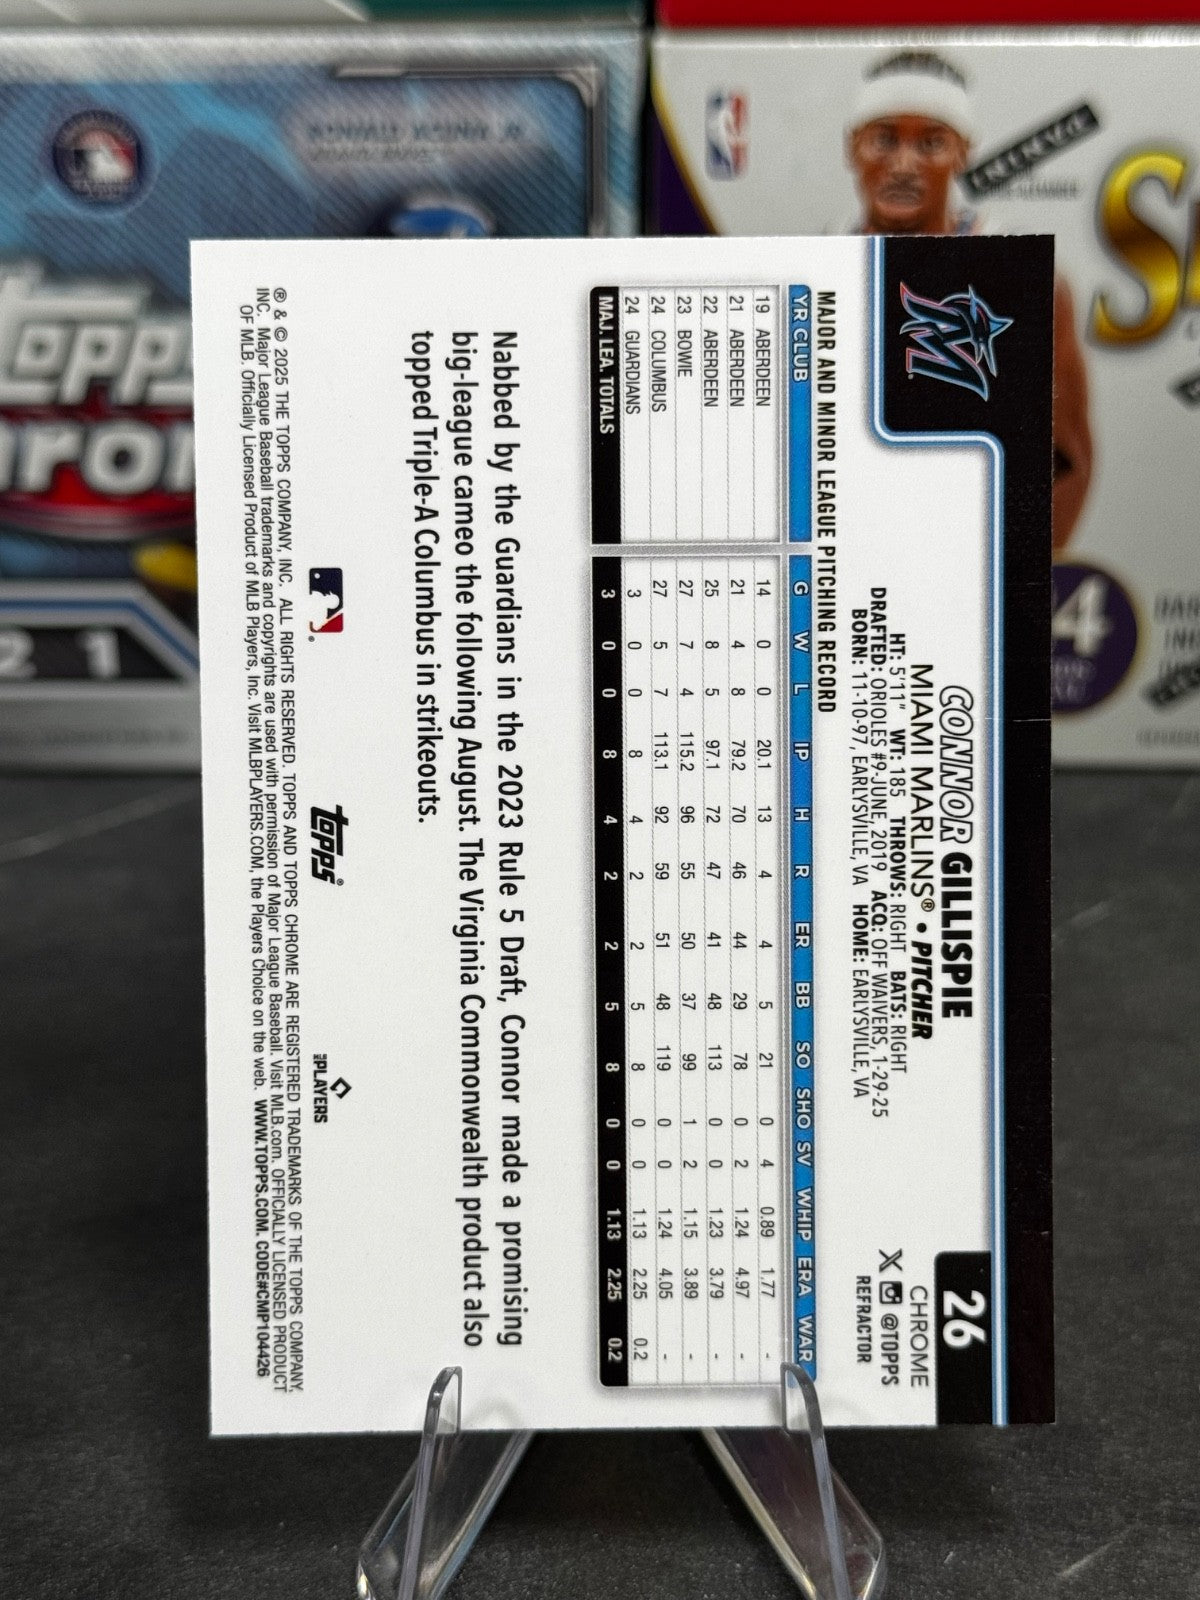 26
CHROME
X @TOPPS
REFRACTOR
CONNOR GILLISPIE
MIAMI MARLINS® • PITCHER
HT: 5'11" WT: 185 THROWS: RIGHT BATS: RIGHT
DRAFTED: ORIOLES #9-JUNE, 2019 ACQ: OFF WAIVERS, 1-29-25
BORN: 11-10-97, EARLYSVILLE, VA HOME: EARLYSVILLE, VA
MAJOR AND MINOR LEAGUE PITCHING RECORD
YR CLUB G W L IP H R ER BB SO SHO SV WHIP ERA WAR
19 ABERDEEN 14 0 0 20.1 13 4 4 5 21 0 4 0.89 1.77 -
21 ABERDEEN 21 4 8 79.2 70 46 44 29 78 0 2 1.24 4.97 -
22 ABERDEEN 25 8 5 97.1 72 47 41 48 113 0 0 1.23 3.79 -
23 BOWIE 27 7 4 115.2 96 55 50 37 99 1 2 1.15 3.89 -
24 COLUMBUS 27 5 7 113.1 92 59 51 48 119 0 0 1.24 4.05 -
24 GUARDIANS 3 0 0 8 4 2 2 5 8 0 0 1.13 2.25 0.2
MAJ. LEA. TOTALS 3 0 0 8 4 2 2 5 8 0 0 1.13 2.25 0.2
Nabbed by the Guardians in the 2023 Rule 5 Draft, Connor made a promising
big-league cameo the following August. The Virginia Commonwealth product also
topped Triple-A Columbus in strikeouts.
topps®
MLB PLAYERS
® & © 2025 THE TOPPS COMPANY, INC. ALL RIGHTS RESERVED. TOPPS AND TOPPS CHROME ARE REGISTERED TRADEMARKS OF THE TOPPS COMPANY,
INC. Major League Baseball trademarks and copyrights are used with permission of Major League Baseball. Visit MLB.com. OFFICIALLY LICENSED PRODUCT
OF MLB. Officially Licensed Product of MLB Players, Inc. Visit MLBPLAYERS.COM, the Players Choice on the web. WWW.TOPPS.COM. CODE#CMP104426